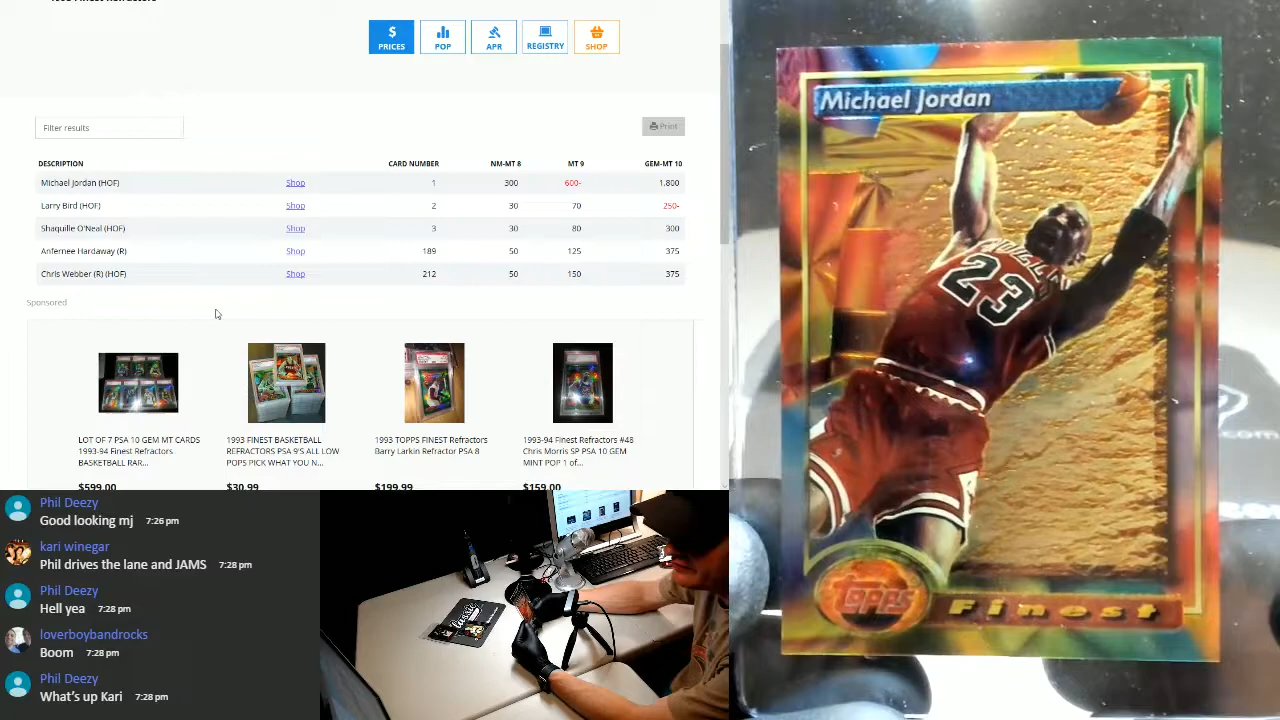 PRICES
POP
APR
REGISTRY
SHOP
Filter results
Print
DESCRIPTION CARD NUMBER NM-MT 8 MT 9 GEM-MT 10
Michael Jordan (HOF) Shop 1 300 600- 1,800
Larry Bird (HOF) Shop 2 30 70 250-
Shaquille O'Neal (HOF) Shop 3 30 80 300
Anfernee Hardaway (R) Shop 189 50 125 375
Chris Webber (R) (HOF) Shop 212 50 150 375
Sponsored
LOT OF 7 PSA 10 GEM MT CARDS
1993-94 Finest Refractors
BASKETBALL RAR...
$599.00
1993 FINEST BASKETBALL
REFRACTORS PSA 9'S ALL LOW
POPS PICK WHAT YOU N...
$30.99
1993 TOPPS FINEST Refractors
Barry Larkin Refractor PSA 8
$199.99
1993-94 Finest Refractors #48
Chris Morris SP PSA 10 GEM
MINT POP 1 of...
$159.00
Phil Deezy
Good looking mj 7:26 pm
kari winegar
Phil drives the lane and JAMS 7:28 pm
Phil Deezy
Hell yea 7:28 pm
loverboybandrocks
Boom 7:28 pm
Phil Deezy
What's up Kari 7:28 pm
Michael Jordan
23
TOPPS
Finest